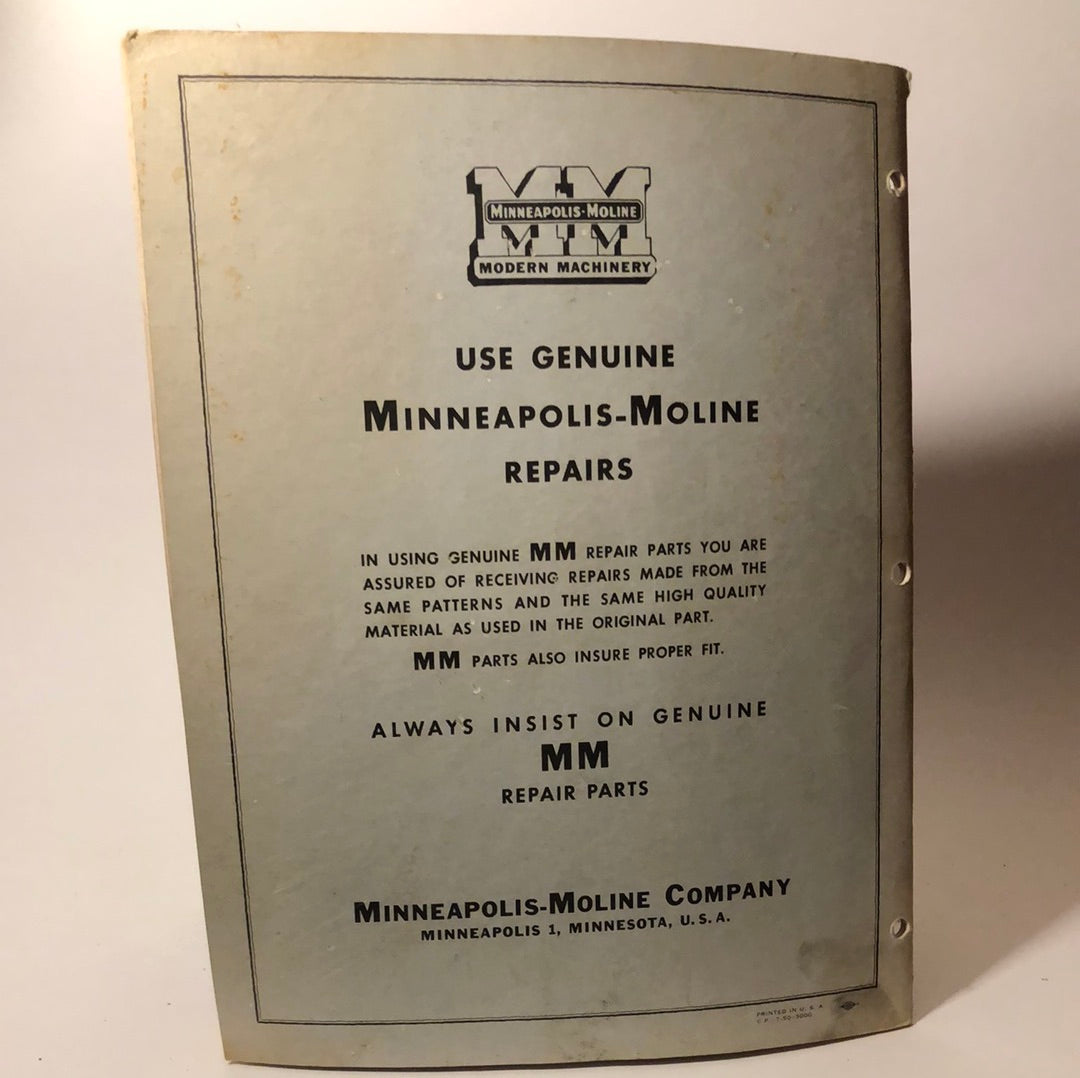 MM
MINNEAPOLIS-MOLINE
MODERN MACHINERY
USE GENUINE
MINNEAPOLIS-MOLINE
REPAIRS
IN USING GENUINE MM REPAIR PARTS YOU ARE
ASSURED OF RECEIVING REPAIRS MADE FROM THE
SAME PATTERNS AND THE SAME HIGH QUALITY
MATERIAL AS USED IN THE ORIGINAL PART.
MM PARTS ALSO INSURE PROPER FIT.
ALWAYS INSIST ON GENUINE
MM
REPAIR PARTS
MINNEAPOLIS-MOLINE COMPANY
MINNEAPOLIS 1, MINNESOTA, U. S. A.
PRINTED IN U. S. A.
C P 7-50-5000